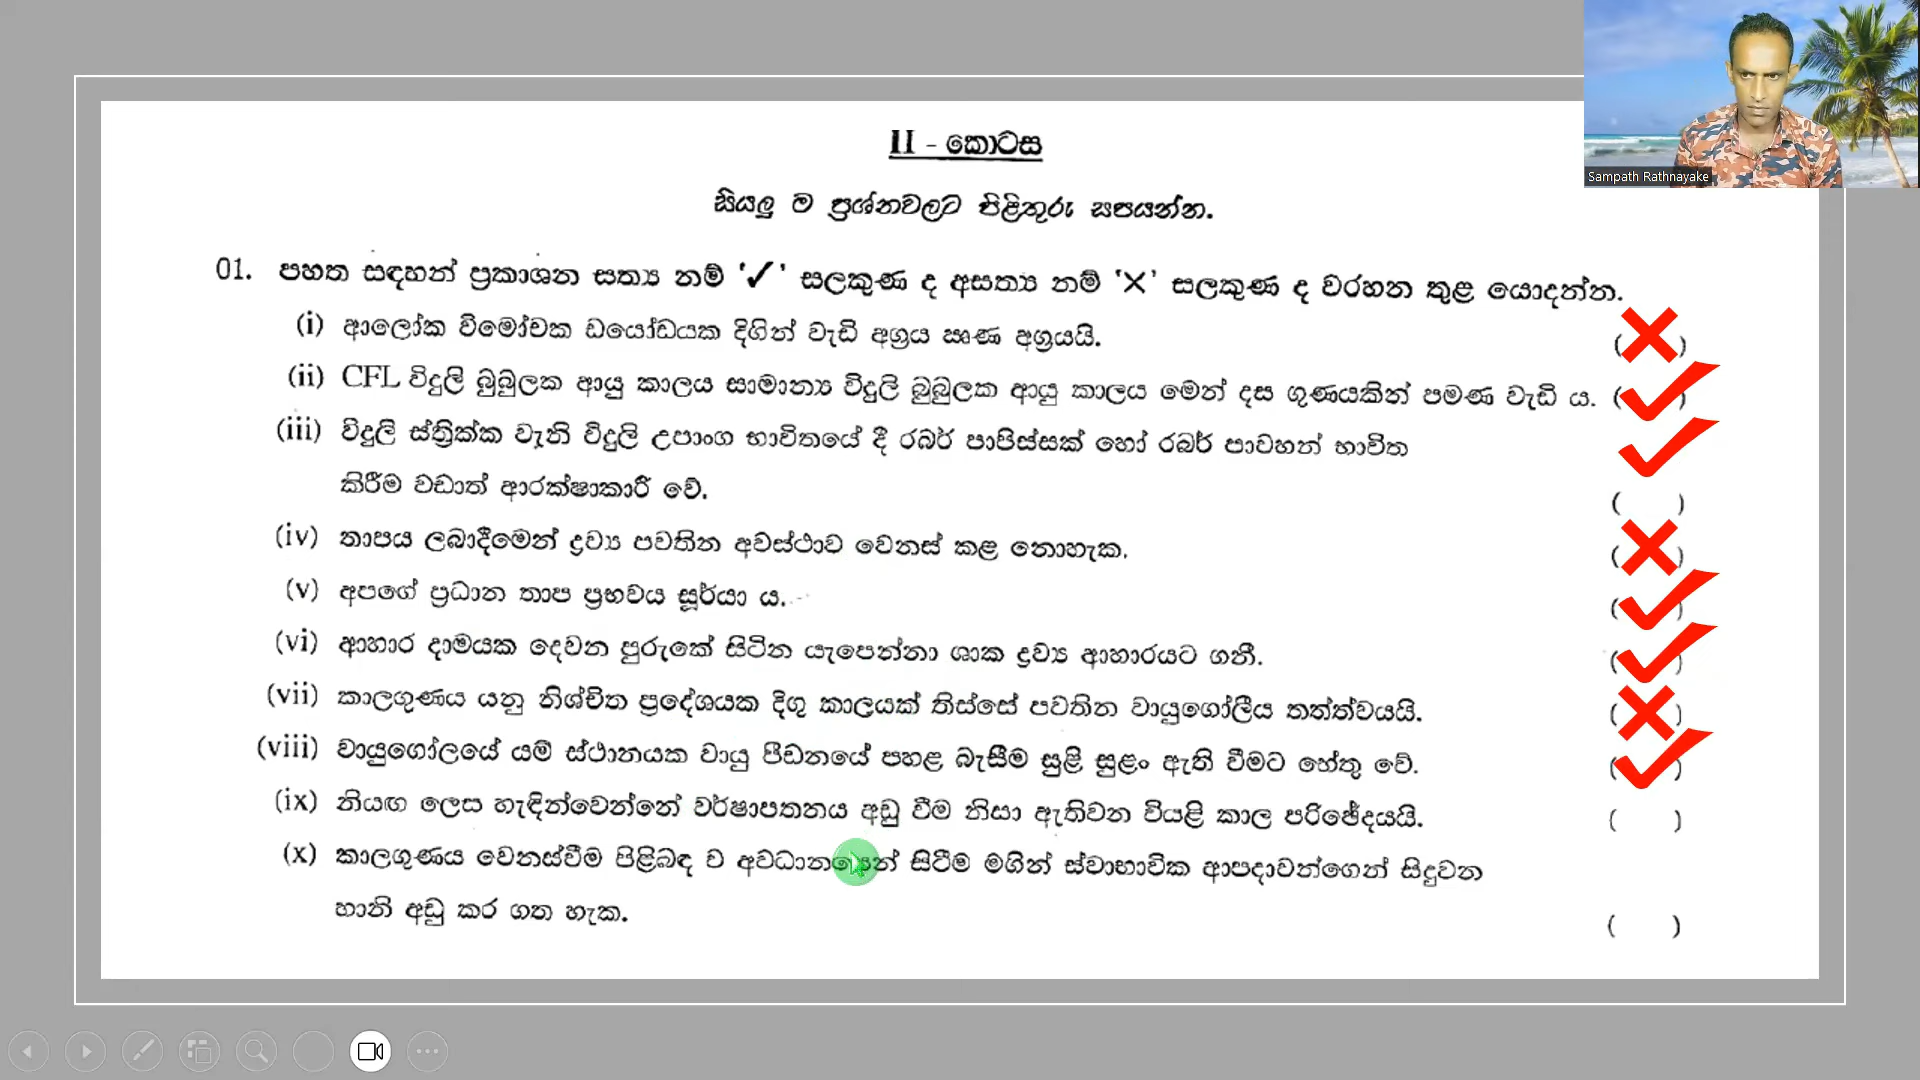 II - කොටස
සියලු ම ප්‍රශ්නවලට පිළිතුරු සපයන්න.
Sampath Rathnayake
01. පහත සඳහන් ප්‍රකාශන සත්‍ය නම් '✓' සලකුණ ද අසත්‍ය නම් '✕' සලකුණ ද වරහන තුළ යොදන්න.
(i) ආලෝක විමෝචක ඩයෝඩයක දිගින් වැඩි අග්‍රය ඍණ අග්‍රයයි. (✕)
(ii) CFL විදුලි බුබුලක ආයු කාලය සාමාන්‍ය විදුලි බුබුලක ආයු කාලය මෙන් දස ගුණයකින් පමණ වැඩි ය. (✓)
(iii) විදුලි ස්ත්‍රික්ක වැනි විදුලි උපාංග භාවිතයේ දී රබර් පාපිස්සක් හෝ රබර් පාවහන් භාවිත ✓
කිරීම වඩාත් ආරක්ෂාකාරී වේ. ( )
(iv) තාපය ලබාදීමෙන් ද්‍රව්‍ය පවතින අවස්ථාව වෙනස් කළ නොහැක. (✕)
(v) අපගේ ප්‍රධාන තාප ප්‍රභවය සූර්යා ය. (✓)
(vi) ආහාර දාමයක දෙවන පුරුකේ සිටින යැපෙන්නා ශාක ද්‍රව්‍ය ආහාරයට ගනී. (✓)
(vii) කාලගුණය යනු නිශ්චිත ප්‍රදේශයක දිගු කාලයක් තිස්සේ පවතින වායුගෝලීය තත්ත්වයයි. (✕)
(viii) වායුගෝලයේ යම් ස්ථානයක වායු පීඩනයේ පහළ බැසීම සුළි සුළං ඇති වීමට හේතු වේ. (✓)
(ix) නියඟ ලෙස හැඳින්වෙන්නේ වර්ෂාපතනය අඩු වීම නිසා ඇතිවන වියළි කාල පරිච්ඡේදයයි. ( )
(x) කාලගුණය වෙනස්වීම පිළිබඳ ව අවධානයෙන් සිටීම මගින් ස්වාභාවික ආපදාවන්ගෙන් සිදුවන
හානි අඩු කර ගත හැක. ( )